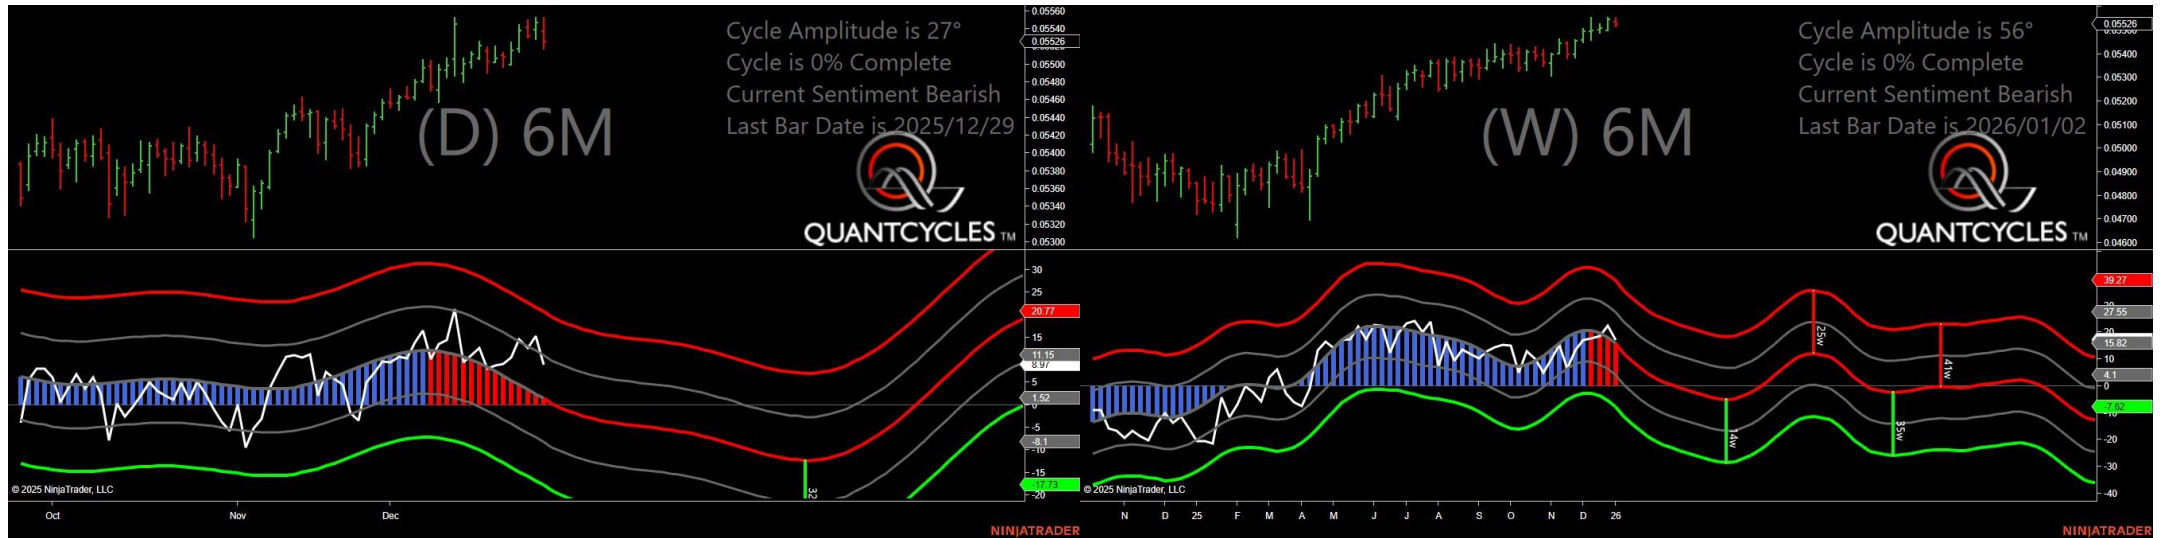 Cycle Amplitude is 27°
Cycle is 0% Complete
Current Sentiment Bearish
Last Bar Date is 2025/12/29
(D) 6M
QUANTCYCLES TM
0.05560
0.05540
0.05526
0.05500
0.05480
0.05460
0.05440
0.05420
0.05400
0.05380
0.05360
0.05340
0.05320
0.05300
30
25
20.77
15
11.15
8.97
5
1.52
0
-5
-8.1
-10
-15
-17.73
-20
32
© 2025 NinjaTrader, LLC
Oct Nov Dec
NINJATRADER
Cycle Amplitude is 56°
Cycle is 0% Complete
Current Sentiment Bearish
Last Bar Date is 2026/01/02
(W) 6M
QUANTCYCLES TM
0.05526
0.05400
0.05300
0.05200
0.05100
0.05000
0.04900
0.04800
0.04700
0.04600
39.27
27.55
20
15.82
10
4.1
0
-7.62
-10
-20
-30
-40
14w
25w
35w
41w
© 2025 NinjaTrader, LLC
N D 25 F M A M J J A S O N D 26
NINJATRADER